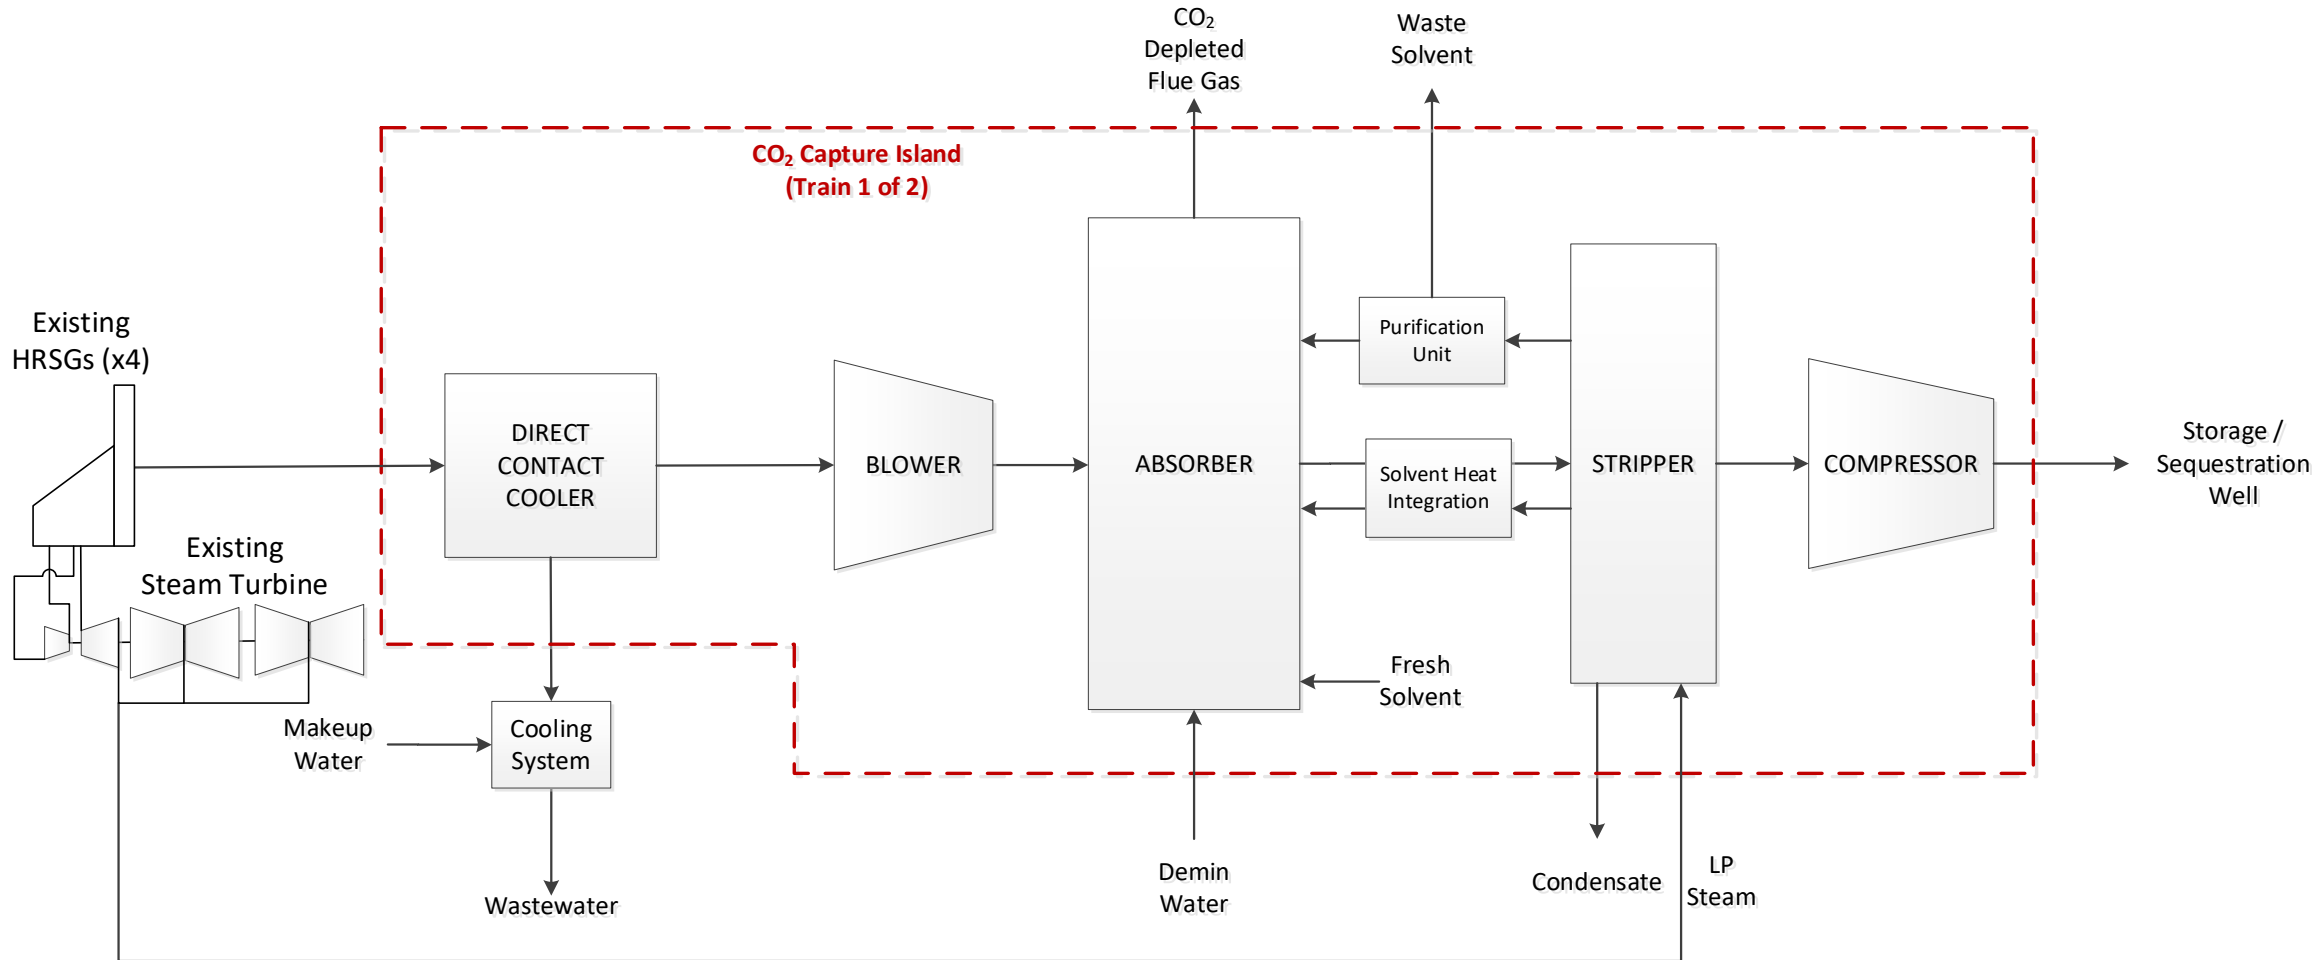 CO₂
Depleted
Flue Gas
Waste
Solvent
CO₂ Capture Island
(Train 1 of 2)
Existing
HRSGs (x4)
Purification
Unit
DIRECT
CONTACT
COOLER
BLOWER
ABSORBER
Solvent Heat
Integration
STRIPPER
COMPRESSOR
Storage /
Sequestration
Well
Existing
Steam Turbine
Fresh
Solvent
Makeup
Water
Cooling
System
Wastewater
Demin
Water
Condensate
LP
Steam